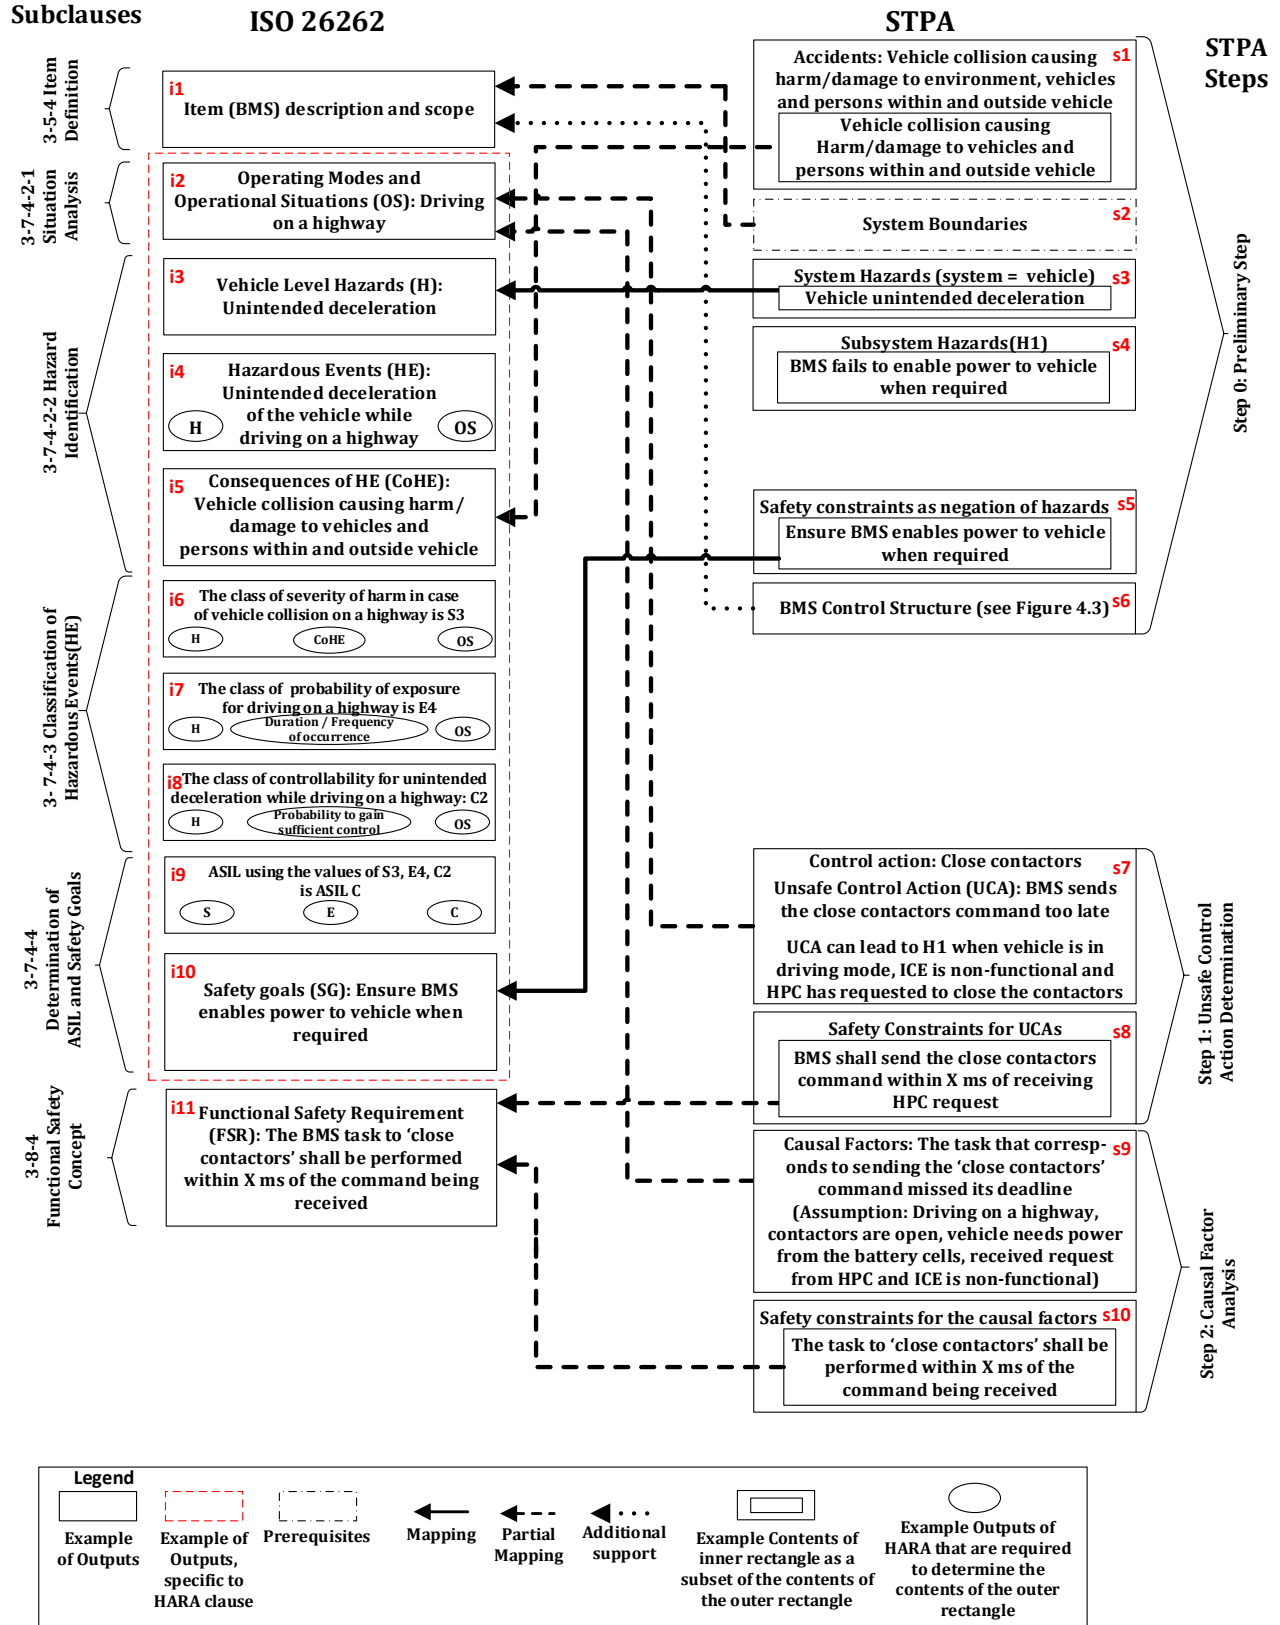 Subclauses
ISO 26262
STPA
STPA
Steps
3-5-4 Item
Definition
i1
Item (BMS) description and scope
3-7-4-2-1
Situation
Analysis
i2
Operating Modes and
Operational Situations (OS): Driving
on a highway
3-7-4-2-2 Hazard
Identification
i3
Vehicle Level Hazards (H):
Unintended deceleration
i4
Hazardous Events (HE):
Unintended deceleration
of the vehicle while
driving on a highway
H
OS
i5
Consequences of HE (CoHE):
Vehicle collision causing harm/
damage to vehicles and
persons within and outside vehicle
3- 7-4-3 Classification of
Hazardous Events(HE)
i6
The class of severity of harm in case
of vehicle collision on a highway is S3
H
CoHE
OS
i7
The class of probability of exposure
for driving on a highway is E4
H
Duration / Frequency
of occurrence
OS
i8
The class of controllability for unintended
deceleration while driving on a highway: C2
H
Probability to gain
sufficient control
OS
3-7-4-4
Determination of
ASIL and Safety Goals
i9
ASIL using the values of S3, E4, C2
is ASIL C
S
E
C
i10
Safety goals (SG): Ensure BMS
enables power to vehicle when
required
3-8-4
Functional Safety
Concept
i11
Functional Safety Requirement
(FSR): The BMS task to ‘close
contactors’ shall be performed
within X ms of the command being
received
Accidents: Vehicle collision causing
harm/damage to environment, vehicles
and persons within and outside vehicle
s1
Vehicle collision causing
Harm/damage to vehicles and
persons within and outside vehicle
System Boundaries
s2
System Hazards (system = vehicle)
s3
Vehicle unintended deceleration
Subsystem Hazards(H1)
s4
BMS fails to enable power to vehicle
when required
Safety constraints as negation of hazards
s5
Ensure BMS enables power to vehicle
when required
BMS Control Structure (see Figure 4.3)
s6
Step 0: Preliminary Step
Control action: Close contactors
s7
Unsafe Control Action (UCA): BMS sends
the close contactors command too late
UCA can lead to H1 when vehicle is in
driving mode, ICE is non-functional and
HPC has requested to close the contactors
Safety Constraints for UCAs
s8
BMS shall send the close contactors
command within X ms of receiving
HPC request
Step 1: Unsafe Control
Action Determination
Causal Factors: The task that corresp-
onds to sending the ‘close contactors’
command missed its deadline
(Assumption: Driving on a highway,
contactors are open, vehicle needs power
from the battery cells, received request
from HPC and ICE is non-functional)
s9
Safety constraints for the causal factors
s10
The task to ‘close contactors’ shall be
performed within X ms of the
command being received
Step 2: Causal Factor
Analysis
Legend
Example
of Outputs
Example of
Outputs,
specific to
HARA clause
Prerequisites
Mapping
Partial
Mapping
Additional
support
Example Contents of
inner rectangle as a
subset of the contents of
the outer rectangle
Example Outputs of
HARA that are required
to determine the
contents of the outer
rectangle